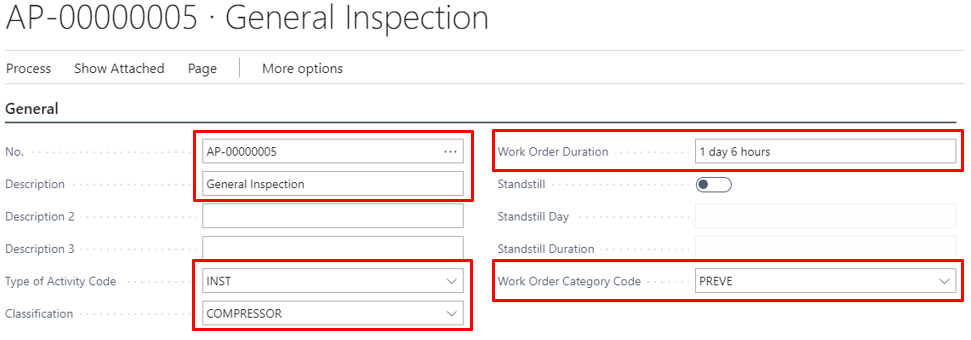 AP-00000005 · General Inspection
Process Show Attached Page More options
General
No. AP-00000005 ...
Description General Inspection
Description 2
Description 3
Type of Activity Code INST
Classification COMPRESSOR
Work Order Duration 1 day 6 hours
Standstill
Standstill Day
Standstill Duration
Work Order Category Code PREVE